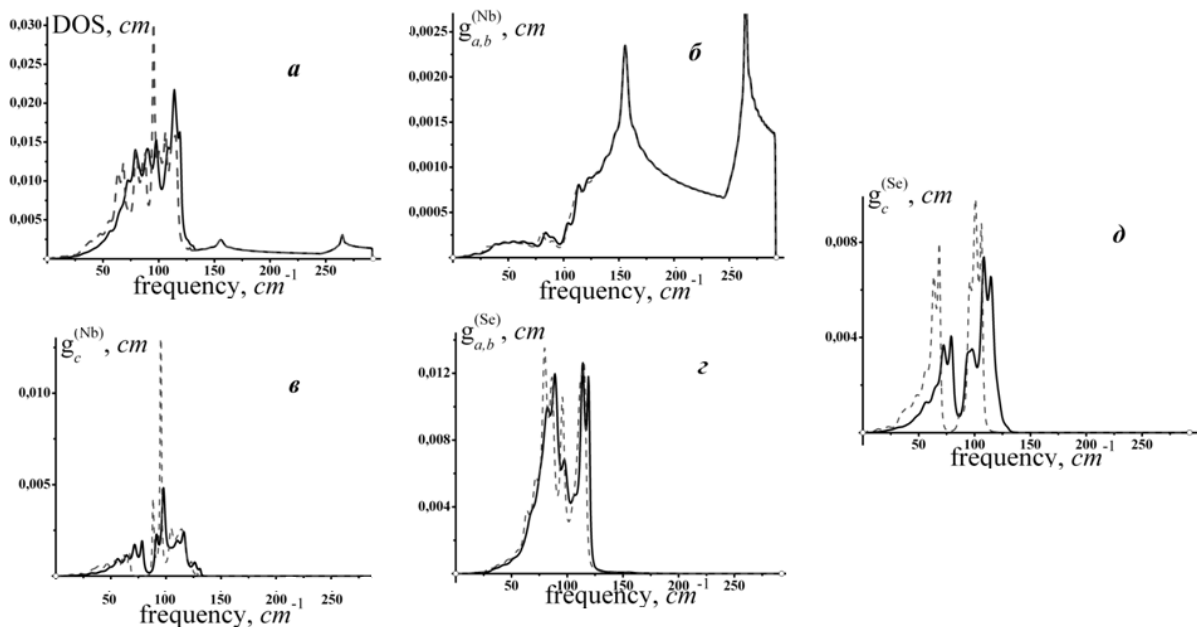 DOS, cm
а
0,030
0,025
0,020
0,015
0,010
0,005
50 100 150 200 250
frequency, cm⁻¹
g_{a,b}^{(Nb)}, cm
б
0,0025
0,0020
0,0015
0,0010
0,0005
50 100 150 200 250
frequency, cm⁻¹
g_c^{(Nb)}, cm
в
0,010
0,005
50 100 150 200 250
frequency, cm⁻¹
g_{a,b}^{(Se)}, cm
г
0,012
0,008
0,004
50 100 150 200 250
frequency, cm⁻¹
g_c^{(Se)}, cm
д
0,008
0,004
50 100 150 200 250
frequency, cm⁻¹